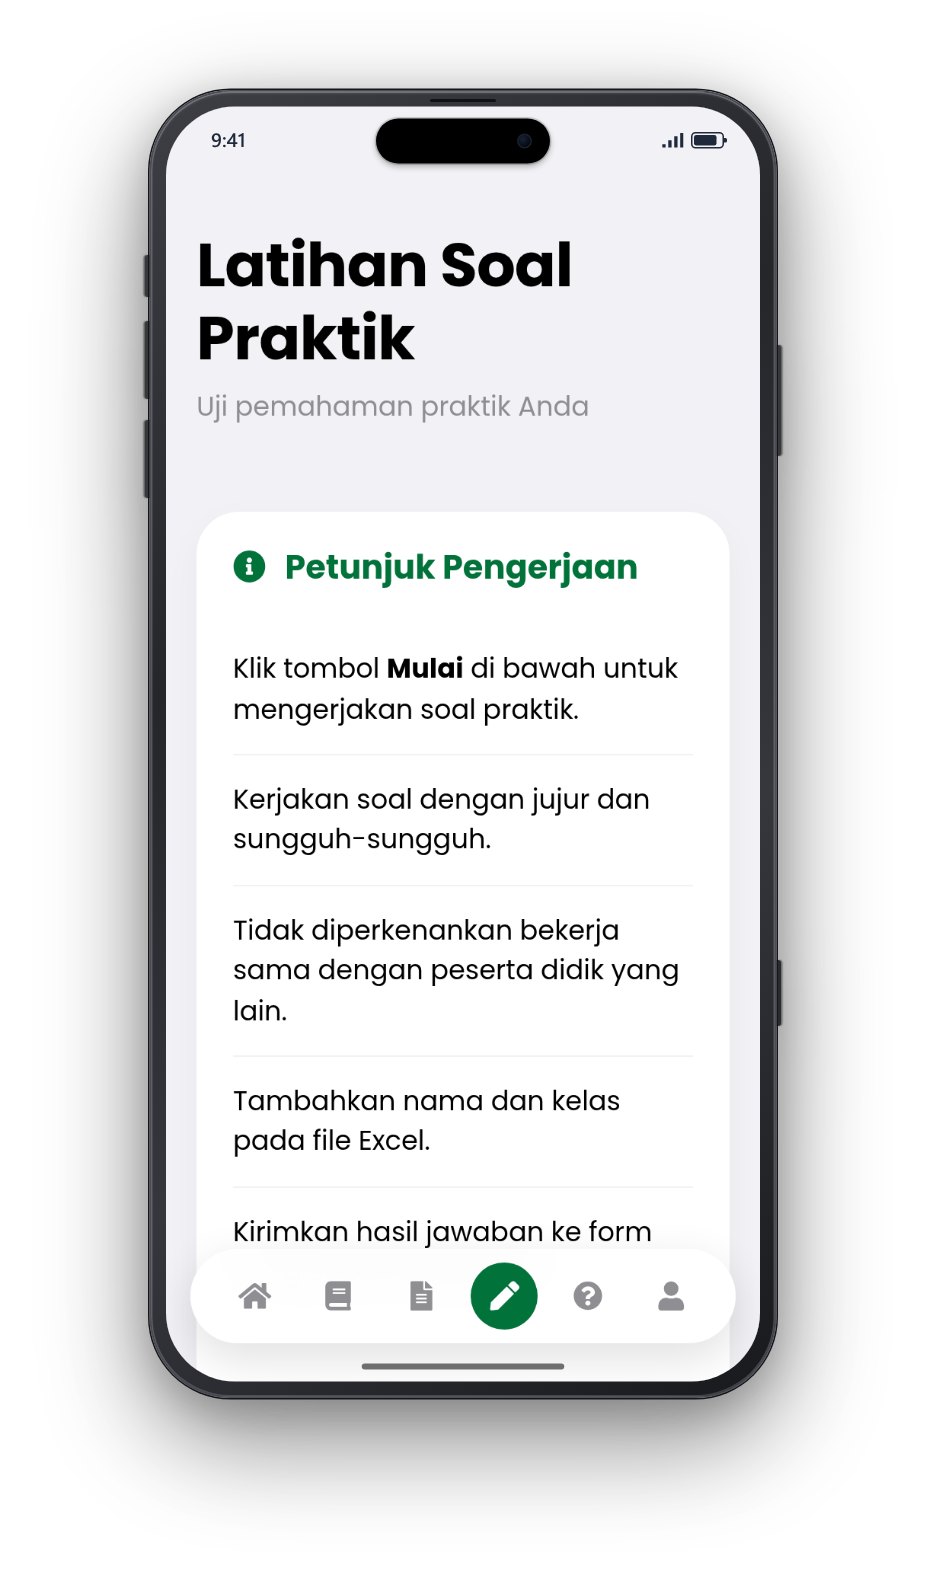 9:41
Latihan Soal
Praktik
Uji pemahaman praktik Anda
Petunjuk Pengerjaan
Klik tombol Mulai di bawah untuk
mengerjakan soal praktik.
Kerjakan soal dengan jujur dan
sungguh-sungguh.
Tidak diperkenankan bekerja
sama dengan peserta didik yang
lain.
Tambahkan nama dan kelas
pada file Excel.
Kirimkan hasil jawaban ke form